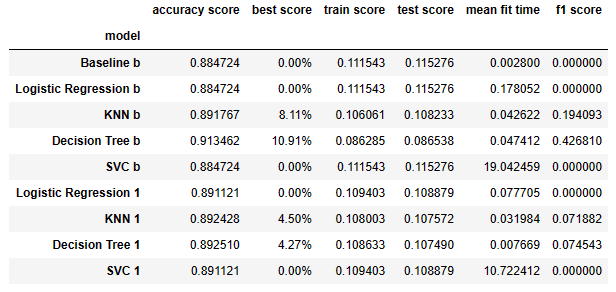 accuracy score best score train score test score mean fit time f1 score
model
Baseline b 0.884724 0.00% 0.111543 0.115276 0.002800 0.000000
Logistic Regression b 0.884724 0.00% 0.111543 0.115276 0.178052 0.000000
KNN b 0.891767 8.11% 0.106061 0.108233 0.042622 0.194093
Decision Tree b 0.913462 10.91% 0.086285 0.086538 0.047412 0.426810
SVC b 0.884724 0.00% 0.111543 0.115276 19.042459 0.000000
Logistic Regression 1 0.891121 0.00% 0.109403 0.108879 0.077705 0.000000
KNN 1 0.892428 4.50% 0.108003 0.107572 0.031984 0.071882
Decision Tree 1 0.892510 4.27% 0.108633 0.107490 0.007669 0.074543
SVC 1 0.891121 0.00% 0.109403 0.108879 10.722412 0.000000